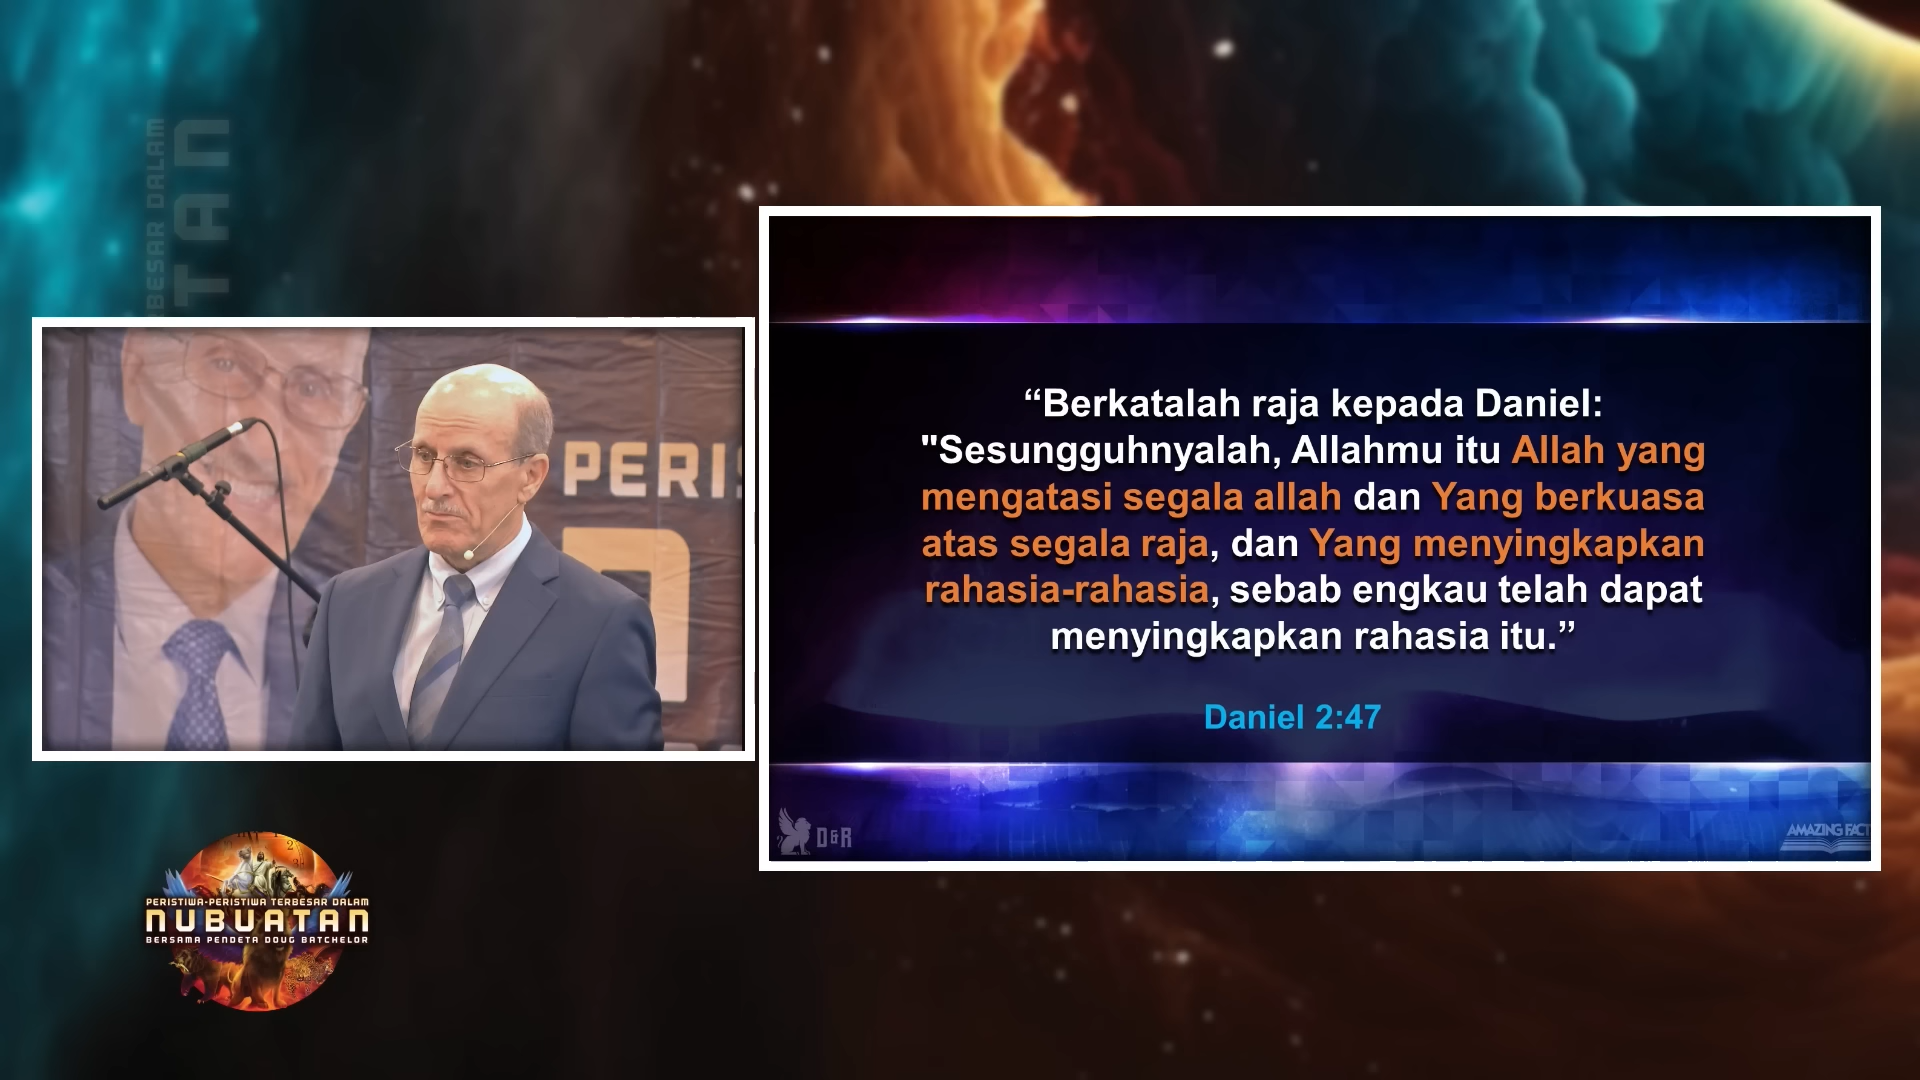 BESAR DALAM
TAN
PERIS
“Berkatalah raja kepada Daniel:
"Sesungguhnyalah, Allahmu itu Allah yang
mengatasi segala allah dan Yang berkuasa
atas segala raja, dan Yang menyingkapkan
rahasia-rahasia, sebab engkau telah dapat
menyingkapkan rahasia itu.”
Daniel 2:47
D&R
AMAZING FACT
PERISTIWA-PERISTIWA TERBESAR DALAM
NUBUATAN
BERSAMA PENDETA DOUG BATCHELOR